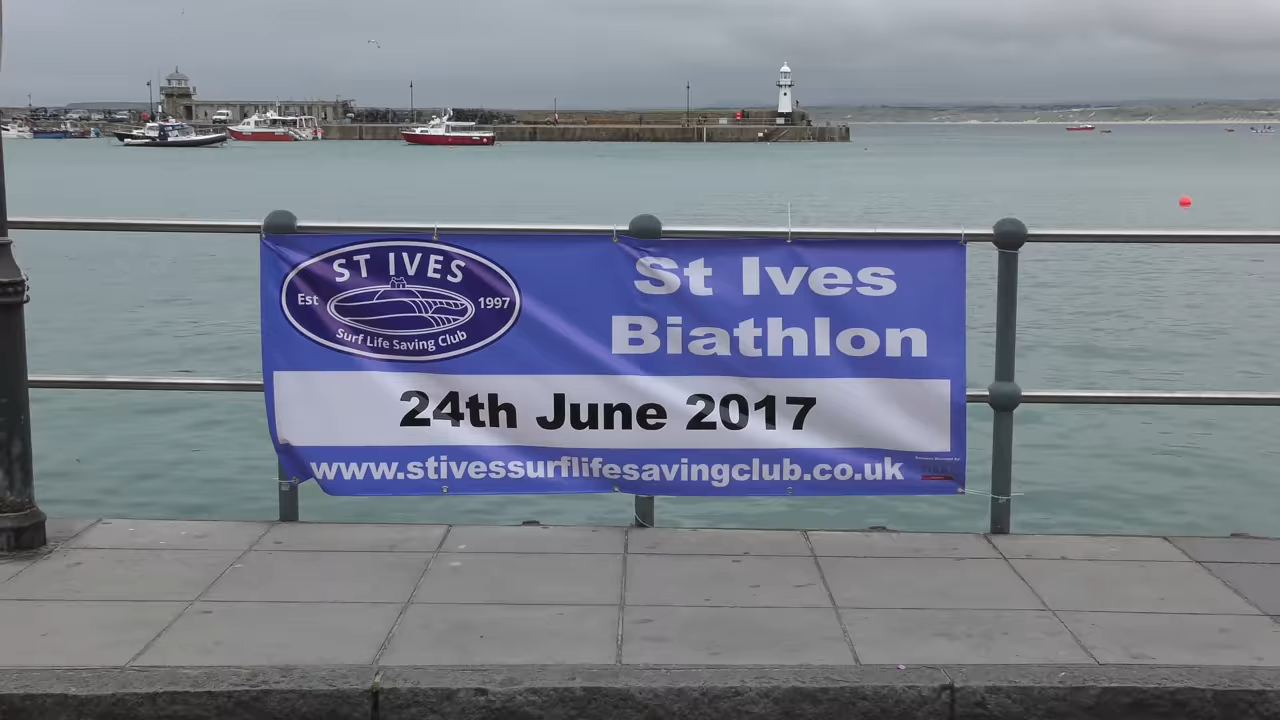 ST IVES
Est 1997
Surf Life Saving Club
St Ives
Biathlon
24th June 2017
www.stivessurflifesavingclub.co.uk